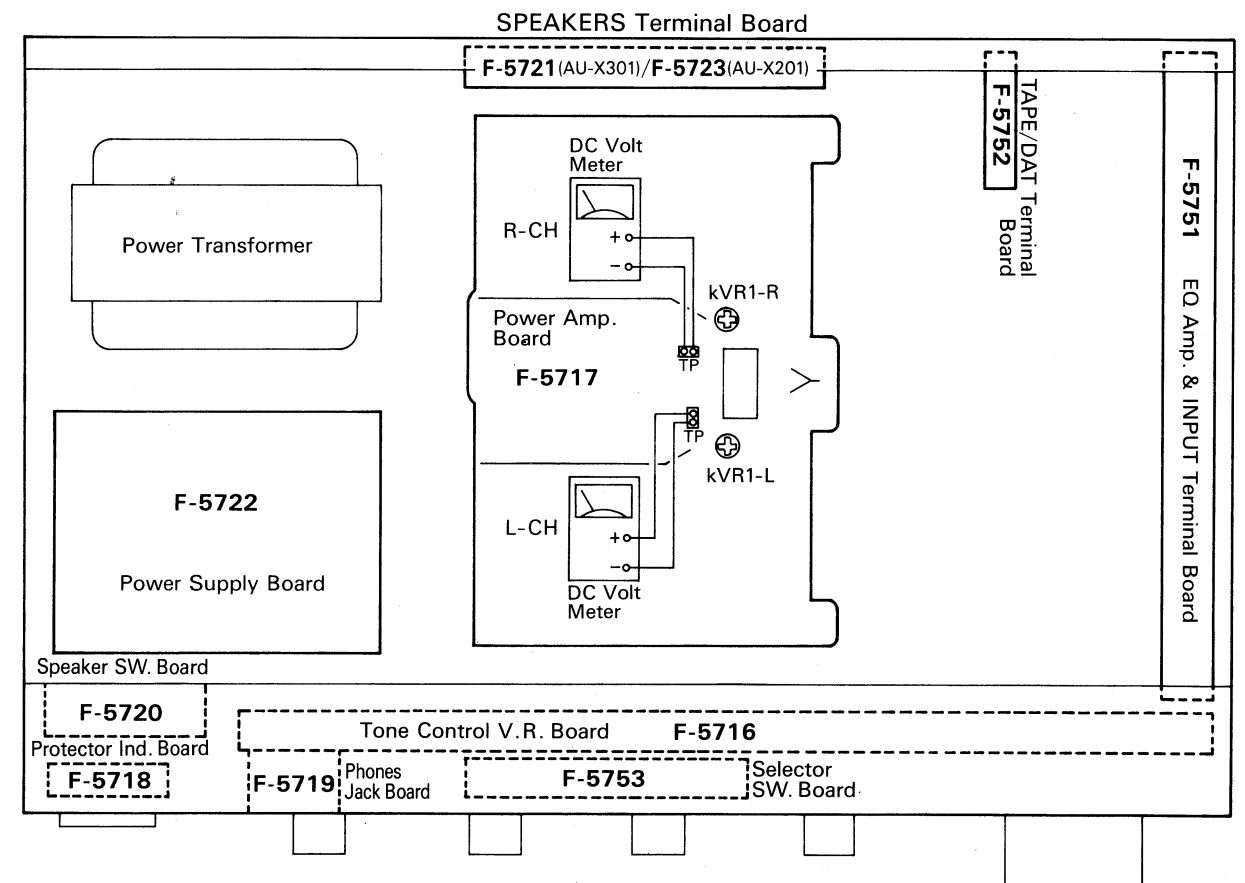 SPEAKERS Terminal Board
F-5721(AU-X301)/F-5723(AU-X201)
F-5752
TAPE/DAT Terminal
Board
F-5751 EQ Amp. & INPUT Terminal Board
Power Transformer
DC Volt
Meter
R-CH
+
−
kVR1-R
Power Amp.
Board
F-5717
TP
TP
kVR1-L
L-CH
+
−
DC Volt
Meter
F-5722
Power Supply Board
Speaker SW. Board
F-5720
Tone Control V.R. Board F-5716
Protector Ind. Board
F-5718
F-5719
Phones
Jack Board
F-5753
Selector
SW. Board